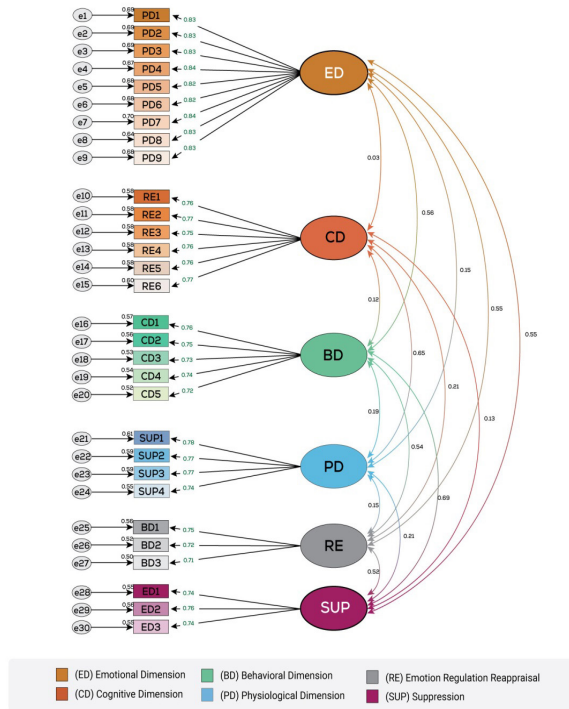 e1 0.69 PD1 0.83
e2 0.69 PD2 0.83
e3 0.69 PD3 0.83
e4 0.67 PD4 0.84
e5 0.68 PD5 0.82
e6 0.68 PD6 0.82
e7 0.70 PD7 0.84
e8 0.64 PD8 0.83
e9 0.68 PD9 0.83
ED
0.03
e10 0.58 RE1 0.76
e11 0.58 RE2 0.77
e12 0.58 RE3 0.75
e13 0.58 RE4 0.76
e14 0.58 RE5 0.76
e15 0.60 RE6 0.77
CD
0.56
0.15
0.55
0.55
0.12
e16 0.57 CD1 0.76
e17 0.56 CD2 0.75
e18 0.53 CD3 0.73
e19 0.54 CD4 0.74
e20 0.52 CD5 0.72
BD
0.65
0.21
0.13
0.19
e21 0.61 SUP1 0.78
e22 0.59 SUP2 0.77
e23 0.59 SUP3 0.77
e24 0.55 SUP4 0.74
PD
0.54
0.69
0.15
0.21
e25 0.56 BD1 0.75
e26 0.52 BD2 0.72
e27 0.50 BD3 0.71
RE
0.52
e28 0.55 ED1 0.74
e29 0.56 ED2 0.76
e30 0.55 ED3 0.74
SUP
(ED) Emotional Dimension
(BD) Behavioral Dimension
(RE) Emotion Regulation Reappraisal
(CD) Cognitive Dimension
(PD) Physiological Dimension
(SUP) Suppression